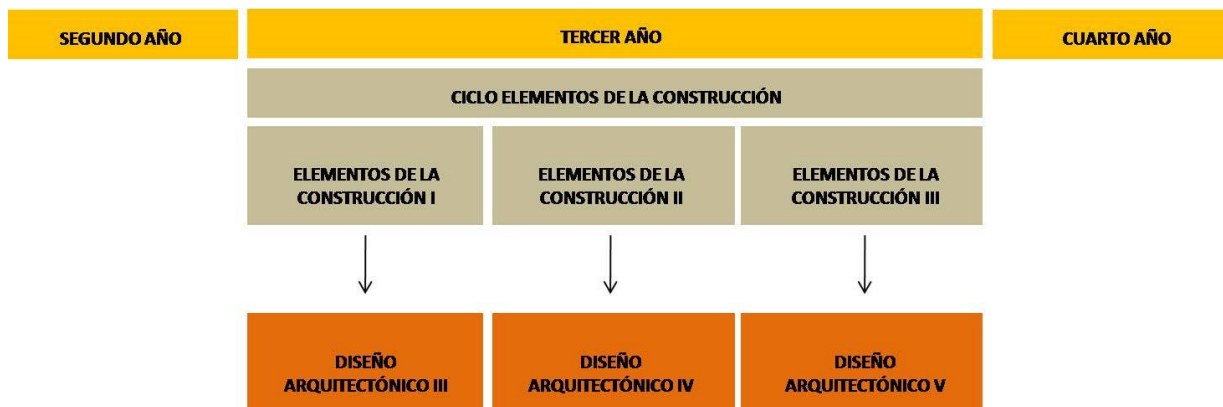 SEGUNDO AÑO
TERCER AÑO
CUARTO AÑO
CICLO ELEMENTOS DE LA CONSTRUCCIÓN
ELEMENTOS DE LA
CONSTRUCCIÓN I
ELEMENTOS DE LA
CONSTRUCCIÓN II
ELEMENTOS DE LA
CONSTRUCCIÓN III
DISEÑO
ARQUITECTÓNICO III
DISEÑO
ARQUITECTÓNICO IV
DISEÑO
ARQUITECTÓNICO V